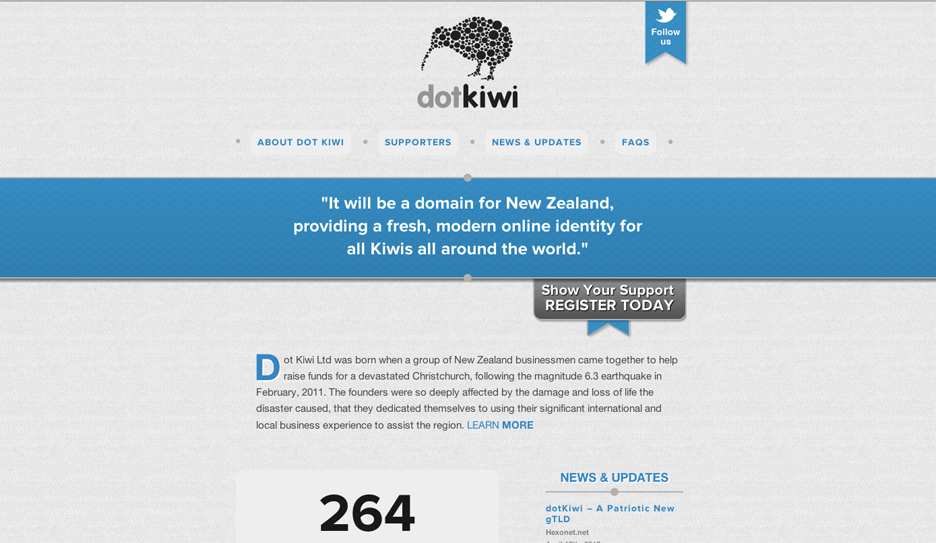 Follow
us
dotkiwi
ABOUT DOT KIWI
SUPPORTERS
NEWS & UPDATES
FAQS
"It will be a domain for New Zealand,
providing a fresh, modern online identity for
all Kiwis all around the world."
Show Your Support
REGISTER TODAY
Dot Kiwi Ltd was born when a group of New Zealand businessmen came together to help
raise funds for a devastated Christchurch, following the magnitude 6.3 earthquake in
February, 2011. The founders were so deeply affected by the damage and loss of life the
disaster caused, that they dedicated themselves to using their significant international and
local business experience to assist the region. LEARN MORE
264
NEWS & UPDATES
dotKiwi – A Patriotic New
gTLD
Hexonet.net